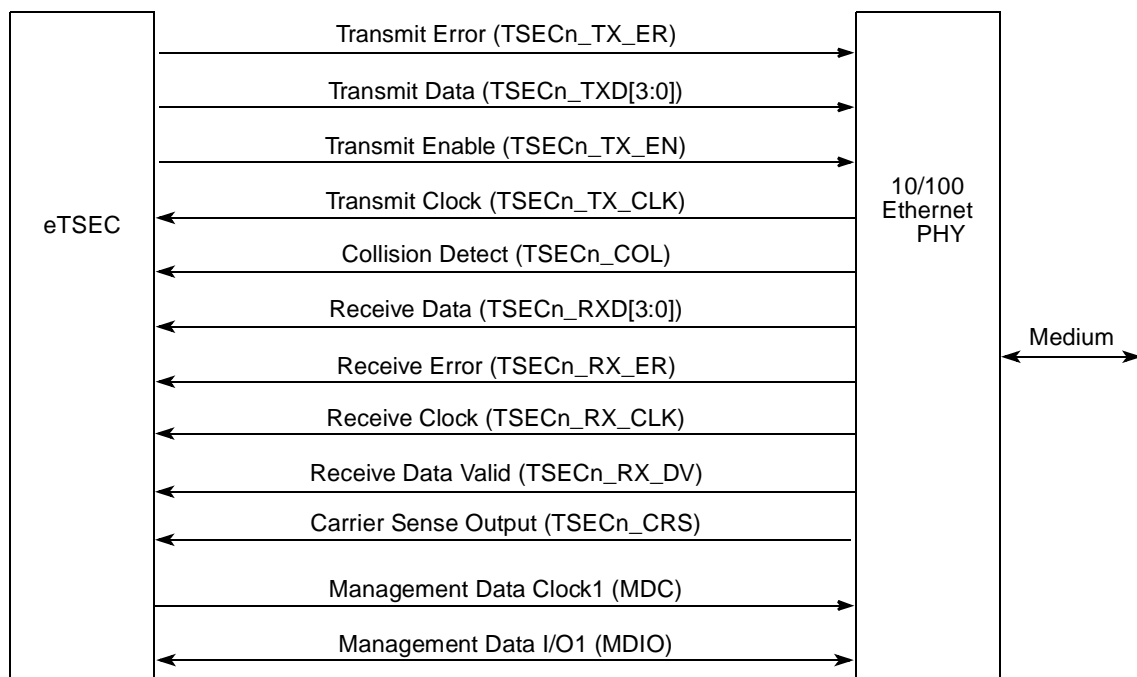 Transmit Error (TSECn_TX_ER)
Transmit Data (TSECn_TXD[3:0])
Transmit Enable (TSECn_TX_EN)
Transmit Clock (TSECn_TX_CLK)
eTSEC
10/100
Ethernet
PHY
Collision Detect (TSECn_COL)
Receive Data (TSECn_RXD[3:0])
Medium
Receive Error (TSECn_RX_ER)
Receive Clock (TSECn_RX_CLK)
Receive Data Valid (TSECn_RX_DV)
Carrier Sense Output (TSECn_CRS)
Management Data Clock1 (MDC)
Management Data I/O1 (MDIO)